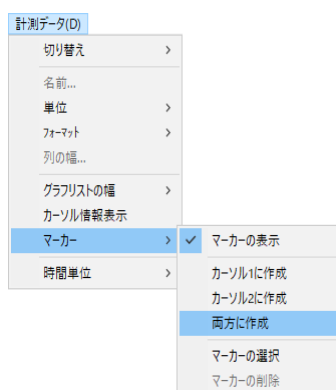 計測データ(D)
切り替え
名前...
単位
フォーマット
列の幅...
グラフリストの幅
カーソル情報表示
マーカー
時間単位
マーカーの表示
カーソル1に作成
カーソル2に作成
両方に作成
マーカーの選択
マーカーの削除